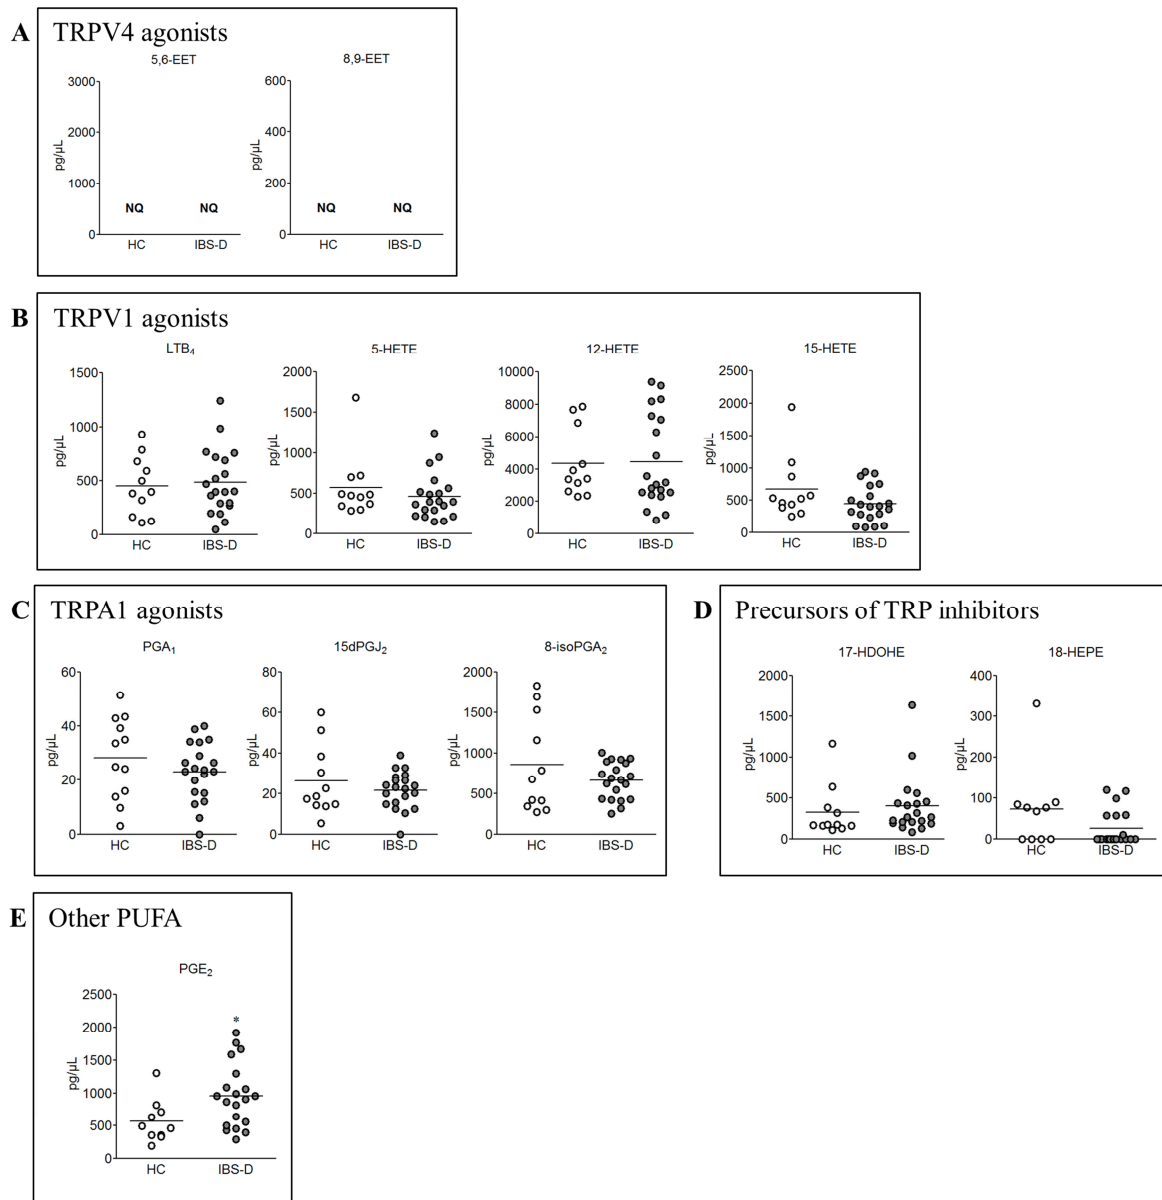 A TRPV4 agonists
5,6-EET 8,9-EET
3000 600
2000 400
pg/μL pg/μL
1000 200
NQ NQ NQ NQ
0 0
HC IBS-D HC IBS-D
B TRPV1 agonists
LTB4 5-HETE 12-HETE 15-HETE
1500 2000 10000 2500
8000 2000
1500
1000 6000 1500
pg/μL pg/μL pg/μL pg/μL
1000
500 4000 1000
500 2000 500
0 0 0 0
HC IBS-D HC IBS-D HC IBS-D HC IBS-D
C TRPA1 agonists
PGA1 15dPGJ2 8-isoPGA2
60 80 2000
60 1500
40
pg/μL pg/μL pg/μL
40 1000
20
20 500
0 0 0
HC IBS-D HC IBS-D HC IBS-D
D Precursors of TRP inhibitors
17-HDOHE 18-HEPE
2000 400
1500 300
pg/μL pg/μL
1000 200
500 100
0 0
HC IBS-D HC IBS-D
E Other PUFA
PGE2
2500
2000
*
1500
pg/μL
1000
500
0
HC IBS-D